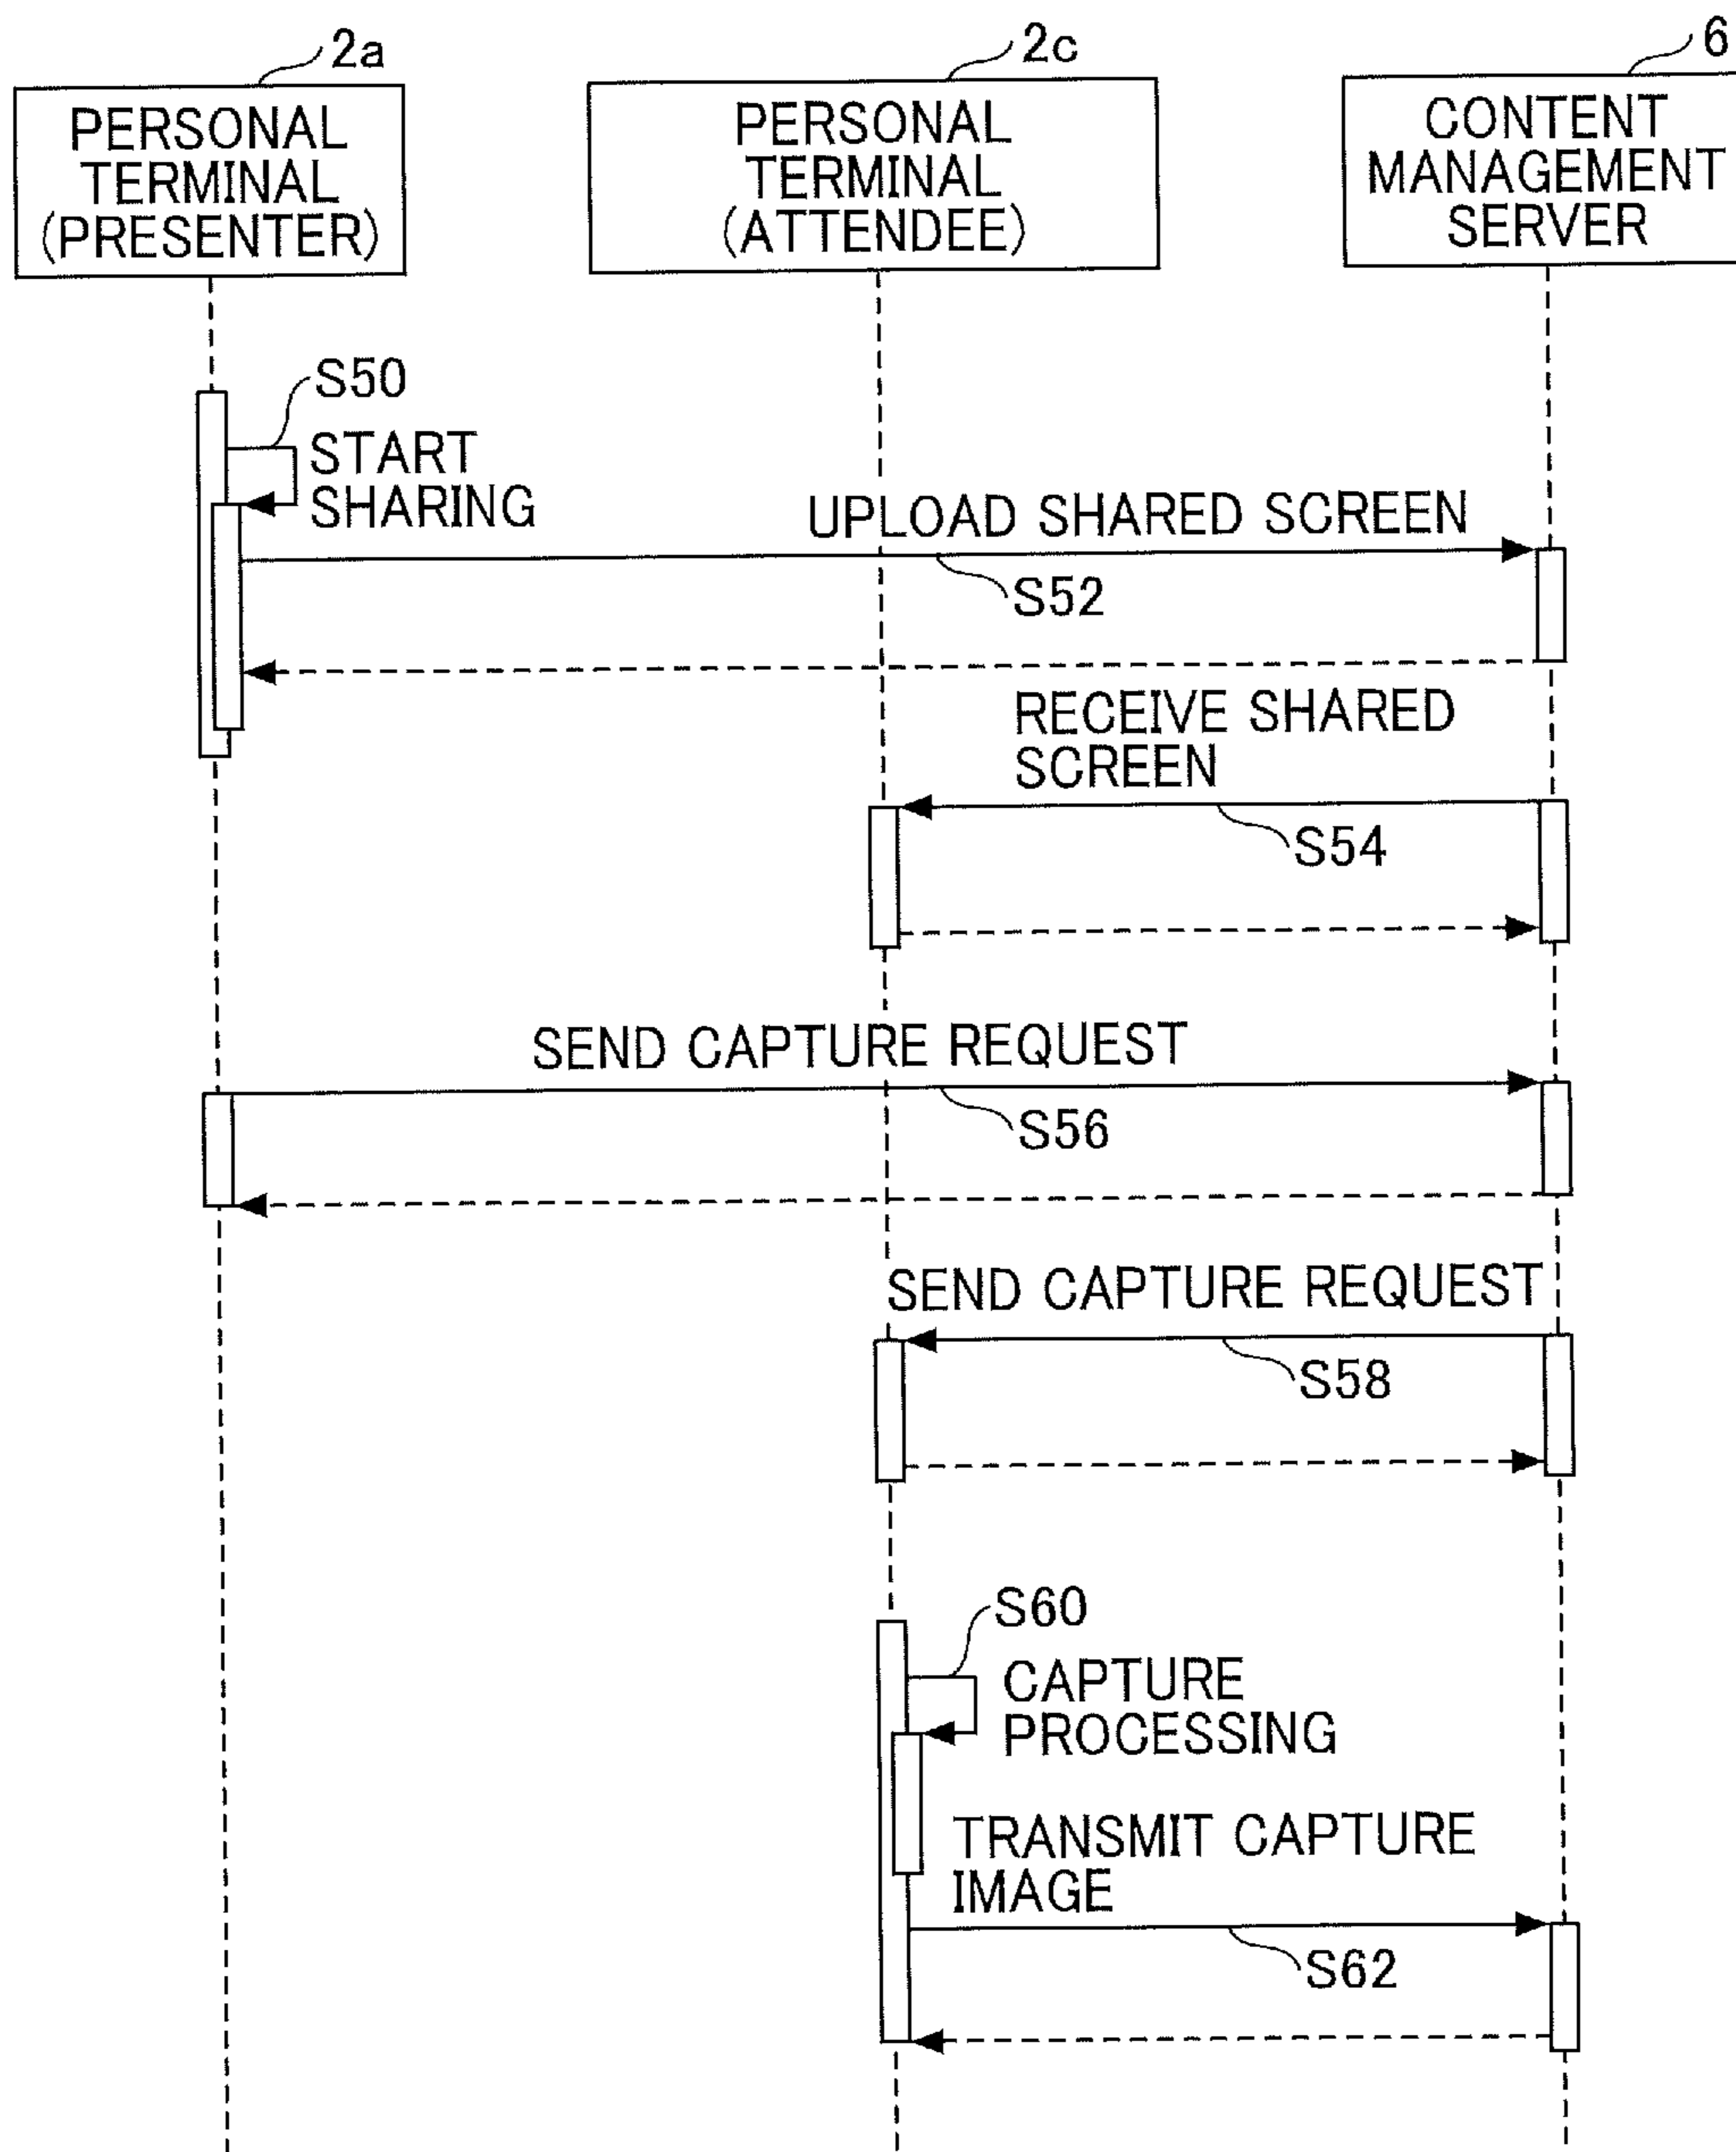 2a
2c
6
PERSONAL
TERMINAL
(PRESENTER)
PERSONAL
TERMINAL
(ATTENDEE)
CONTENT
MANAGEMENT
SERVER
S50
START
SHARING
UPLOAD SHARED SCREEN
S52
RECEIVE SHARED
SCREEN
S54
SEND CAPTURE REQUEST
S56
SEND CAPTURE REQUEST
S58
S60
CAPTURE
PROCESSING
TRANSMIT CAPTURE
IMAGE
S62